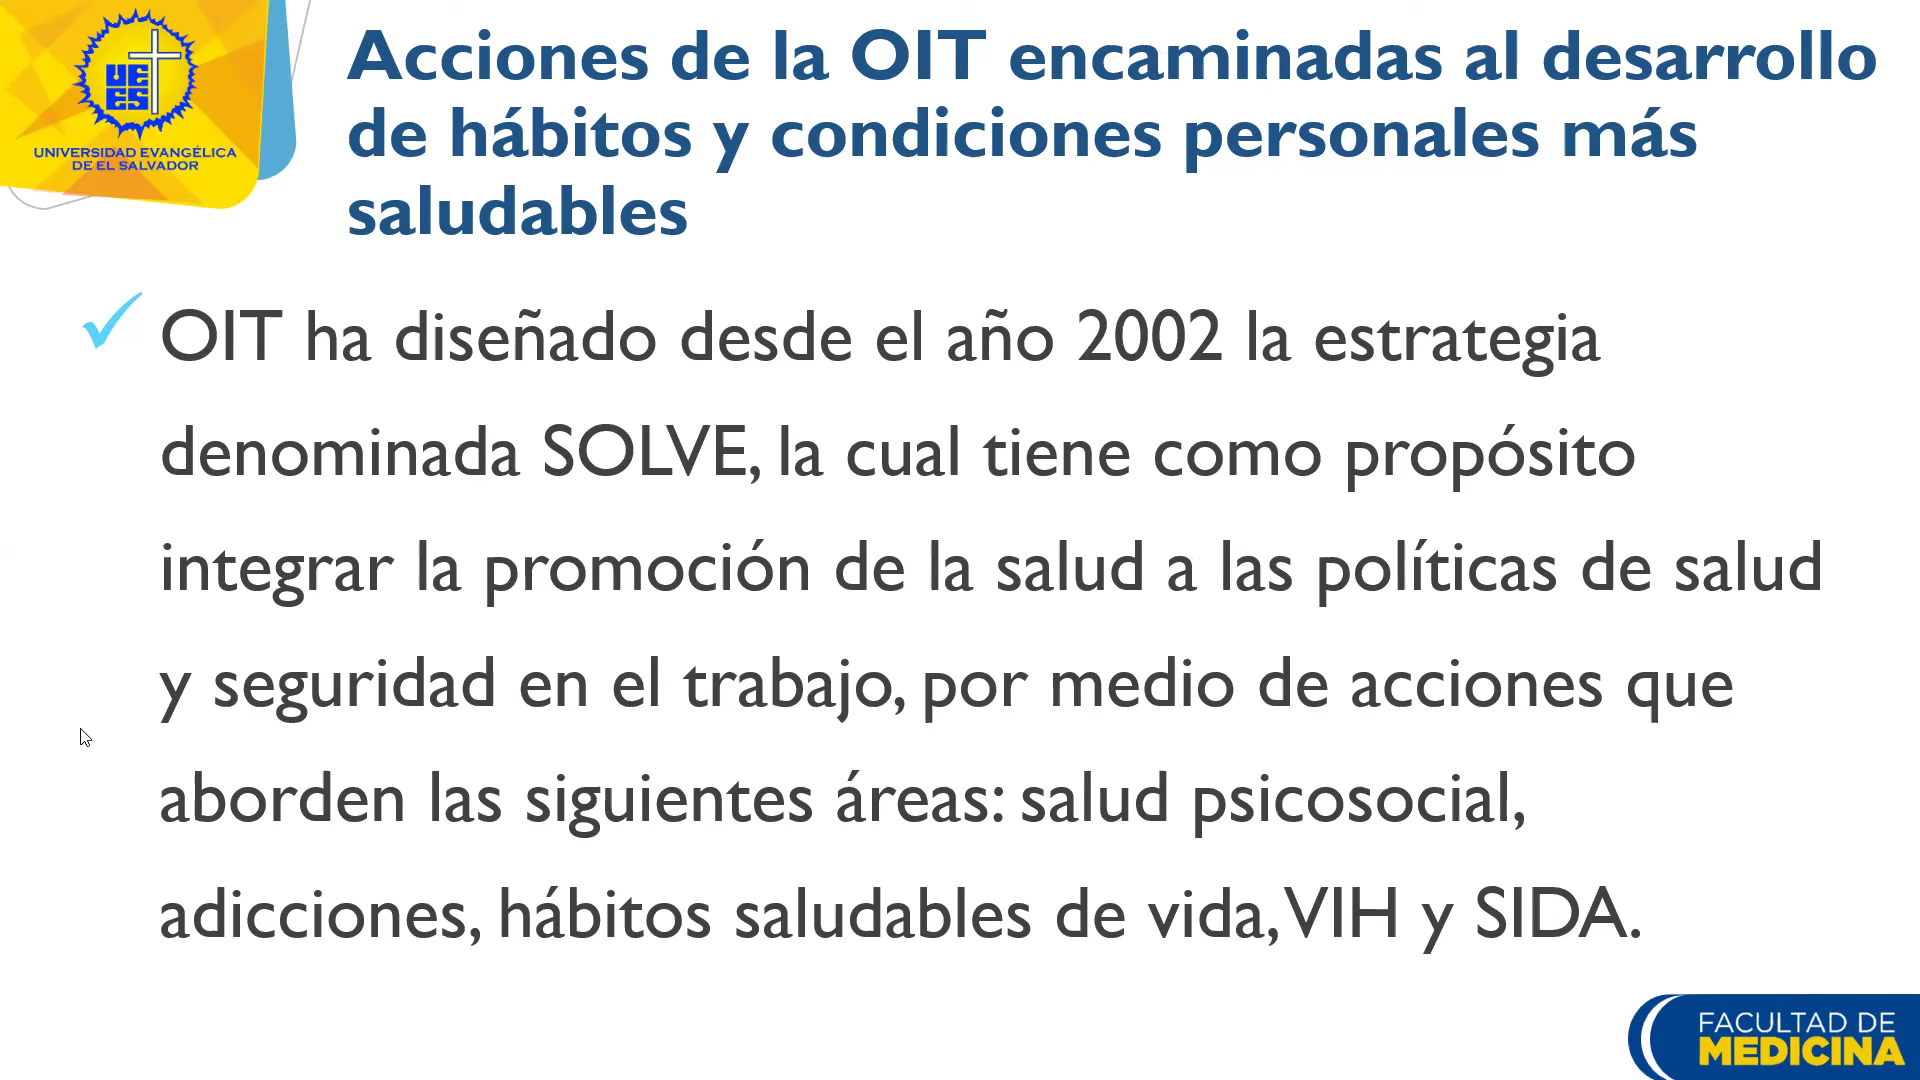 UE
ES
UNIVERSIDAD EVANGÉLICA
DE EL SALVADOR
Acciones de la OIT encaminadas al desarrollo
de hábitos y condiciones personales más
saludables
✓ OIT ha diseñado desde el año 2002 la estrategia
denominada SOLVE, la cual tiene como propósito
integrar la promoción de la salud a las políticas de salud
y seguridad en el trabajo, por medio de acciones que
aborden las siguientes áreas: salud psicosocial,
adicciones, hábitos saludables de vida, VIH y SIDA.
FACULTAD DE
MEDICINA